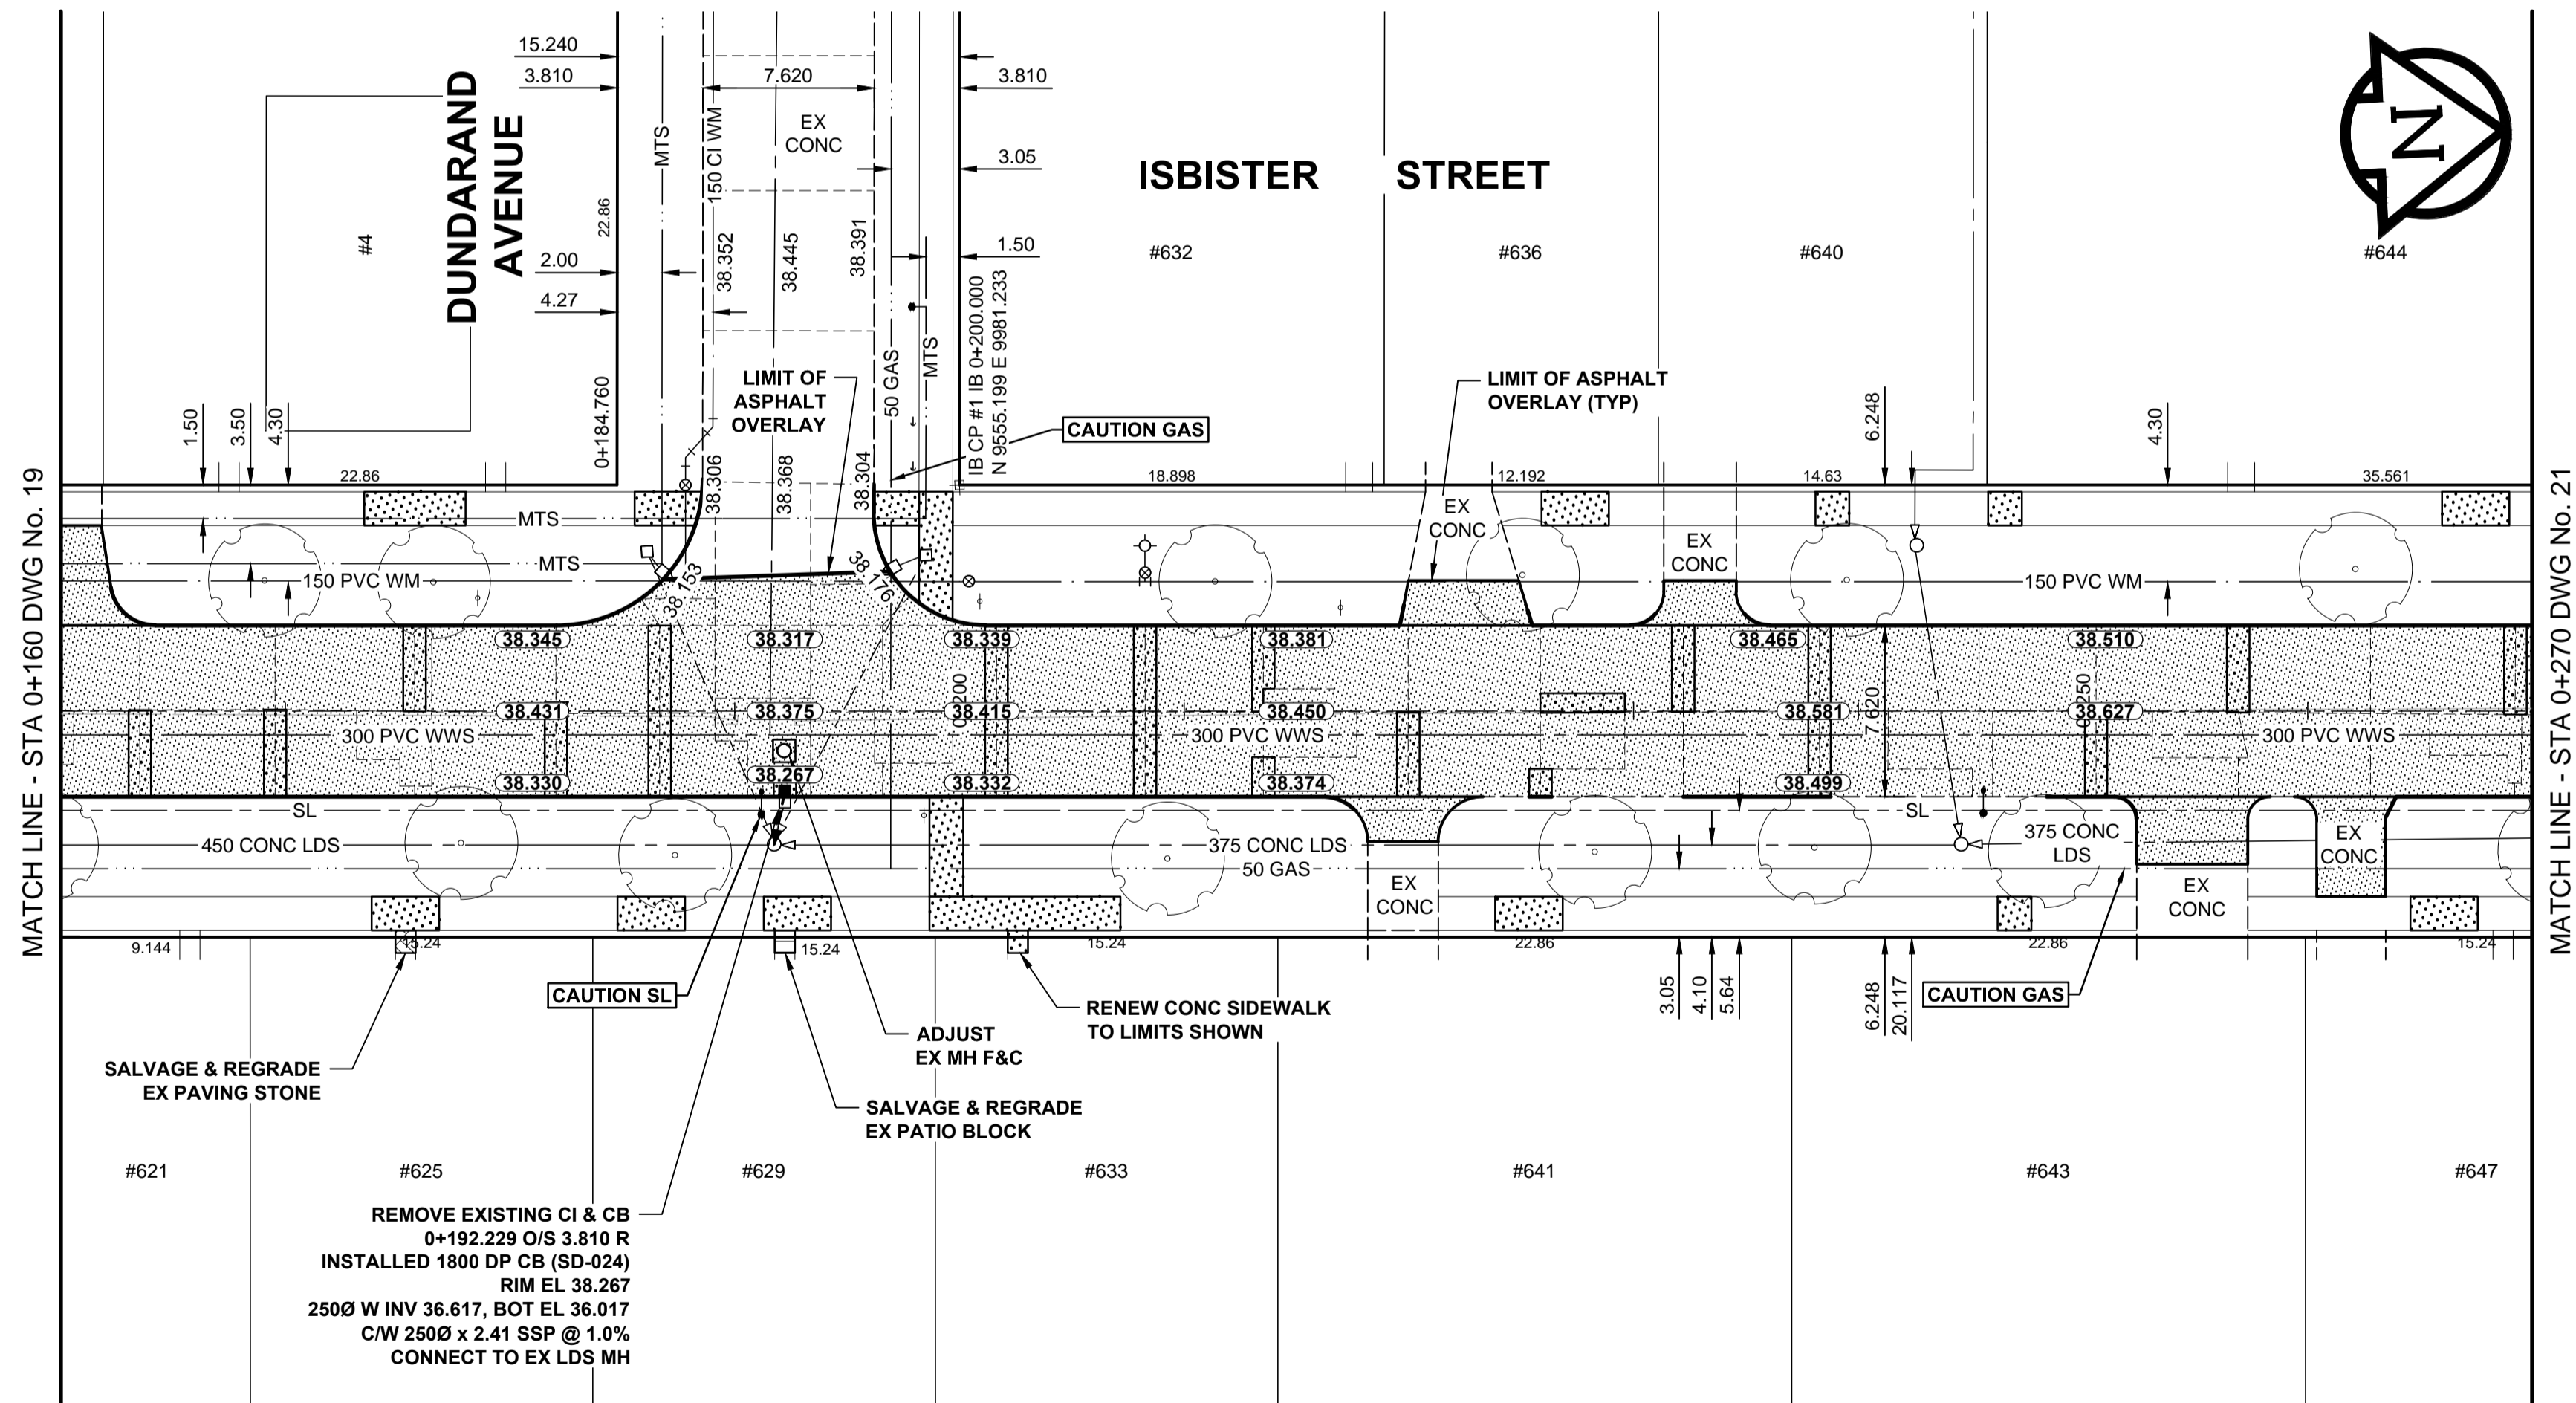 15.240
3.810
7.620
3.810
EX
CONC
3.05
1.50
DUNDARAND
AVENUE
#4
MTS
150 CI WM
22.86
2.00
4.27
38.352
38.445
38.391
50 GAS
MTS
IB CP #1 IB 0+200.000
N 9555.199 E 9981.233
ISBISTER STREET
N
#632
#636
#640
#644
1.50
3.50
4.30
0+184.760
LIMIT OF
ASPHALT
OVERLAY
CAUTION GAS
LIMIT OF ASPHALT
OVERLAY (TYP)
6.248
4.30
MATCH LINE - STA 0+160 DWG No. 19
MATCH LINE - STA 0+270 DWG No. 21
22.86
38.306
38.368
38.304
18.898
12.192
14.63
35.561
MTS
MTS
150 PVC WM
38.153
38.176
EX
CONC
EX
CONC
150 PVC WM
38.345
38.317
38.339
38.381
38.465
38.510
0+200
7.620
0+250
38.431
38.375
38.415
38.450
38.581
38.627
300 PVC WWS
300 PVC WWS
300 PVC WWS
38.330
38.267
38.332
38.374
38.499
SL
SL
450 CONC LDS
375 CONC LDS
50 GAS
375 CONC
LDS
EX
CONC
EX
CONC
EX
CONC
9.144
15.24
15.24
15.24
22.86
22.86
15.24
3.05
4.10
5.64
6.248
20.117
CAUTION SL
CAUTION GAS
RENEW CONC SIDEWALK
TO LIMITS SHOWN
ADJUST
EX MH F&C
SALVAGE & REGRADE
EX PAVING STONE
SALVAGE & REGRADE
EX PATIO BLOCK
#621
#625
#629
#633
#641
#643
#647
REMOVE EXISTING CI & CB
0+192.229 O/S 3.810 R
INSTALLED 1800 DP CB (SD-024)
RIM EL 38.267
250Ø W INV 36.617, BOT EL 36.017
C/W 250Ø x 2.41 SSP @ 1.0%
CONNECT TO EX LDS MH